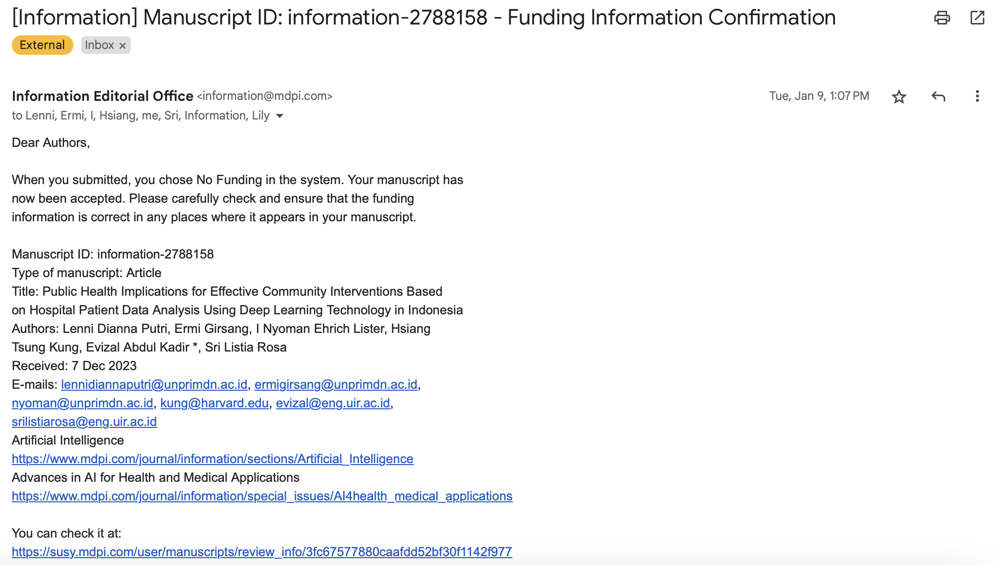 [Information] Manuscript ID: information-2788158 - Funding Information Confirmation
External Inbox ×
Information Editorial Office <information@mdpi.com> Tue, Jan 9, 1:07 PM
to Lenni, Ermi, I, Hsiang, me, Sri, Information, Lily
Dear Authors,
When you submitted, you chose No Funding in the system. Your manuscript has
now been accepted. Please carefully check and ensure that the funding
information is correct in any places where it appears in your manuscript.
Manuscript ID: information-2788158
Type of manuscript: Article
Title: Public Health Implications for Effective Community Interventions Based
on Hospital Patient Data Analysis Using Deep Learning Technology in Indonesia
Authors: Lenni Dianna Putri, Ermi Girsang, I Nyoman Ehrich Lister, Hsiang
Tsung Kung, Evizal Abdul Kadir *, Sri Listia Rosa
Received: 7 Dec 2023
E-mails: lennidiannaputri@unprimdn.ac.id, ermigirsang@unprimdn.ac.id,
nyoman@unprimdn.ac.id, kung@harvard.edu, evizal@eng.uir.ac.id,
srilistiarosa@eng.uir.ac.id
Artificial Intelligence
https://www.mdpi.com/journal/information/sections/Artificial_Intelligence
Advances in AI for Health and Medical Applications
https://www.mdpi.com/journal/information/special_issues/AI4health_medical_applications
You can check it at:
https://susy.mdpi.com/user/manuscripts/review_info/3fc67577880caafdd52bf30f1142f977